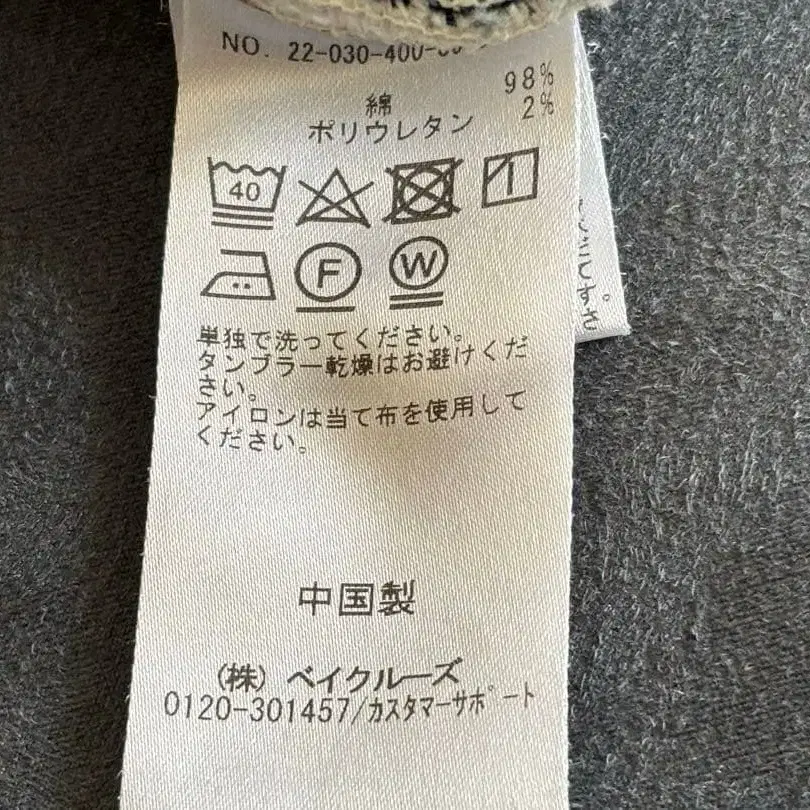 NO. 22-030-400-
綿 98%
ポリウレタン 2%
40
F W
単独で洗ってください。
タンブラー乾燥はお避けくだ
さい。
アイロンは当て布を使用して
ください。
中国製
(株) ベイクルーズ
0120-301457/カスタマーサポート